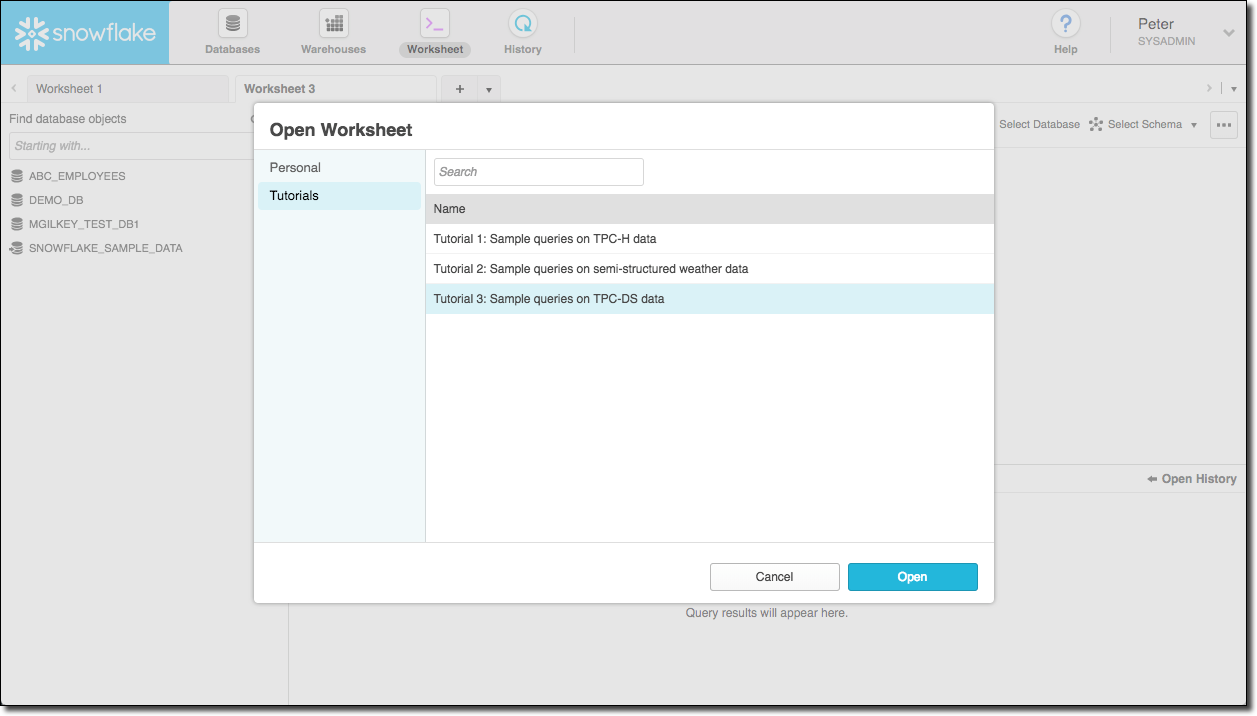 snowflake
Databases
Warehouses
Worksheet
History
Help
Peter
SYSADMIN
Worksheet 1
Worksheet 3
Find database objects
Starting with...
ABC_EMPLOYEES
DEMO_DB
MGILKEY_TEST_DB1
SNOWFLAKE_SAMPLE_DATA
Select Database
Select Schema
Open Worksheet
Personal
Tutorials
Search
Name
Tutorial 1: Sample queries on TPC-H data
Tutorial 2: Sample queries on semi-structured weather data
Tutorial 3: Sample queries on TPC-DS data
Cancel
Open
Open History
Query results will appear here.